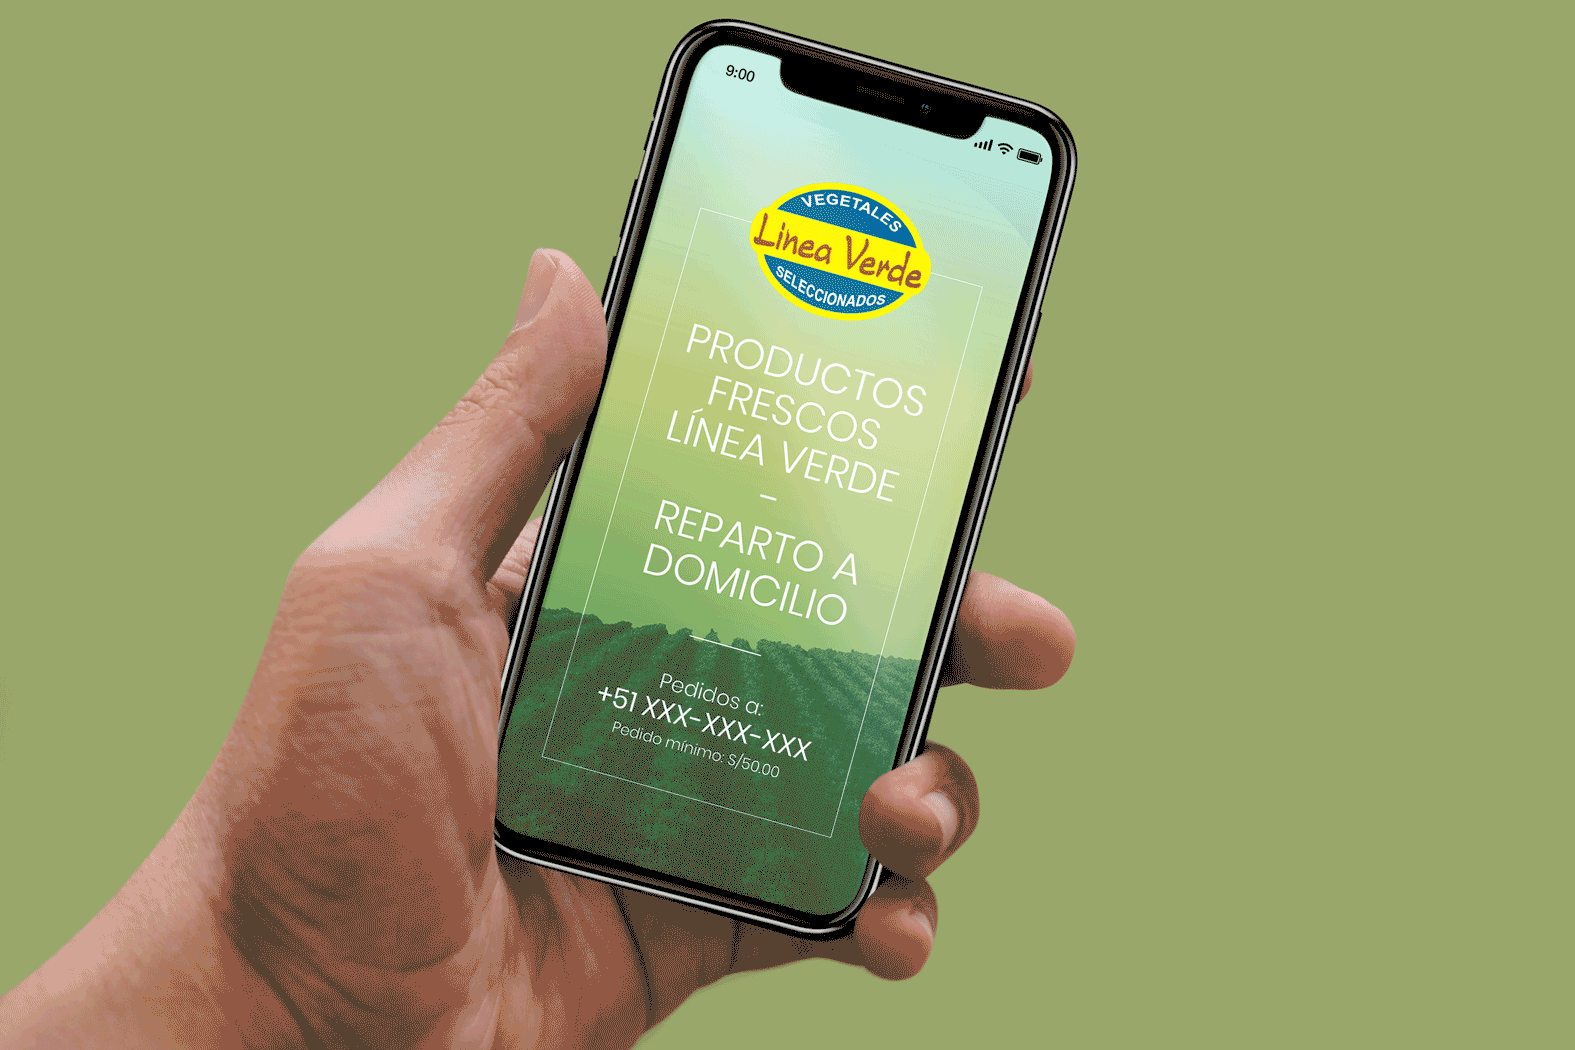 9:00
VEGETALES
Linea Verde
SELECCIONADOS
PRODUCTOS
FRESCOS
LÍNEA VERDE
–
REPARTO A
DOMICILIO
Pedidos a:
+51 XXX-XXX-XXX
Pedido mínimo: S/50.00